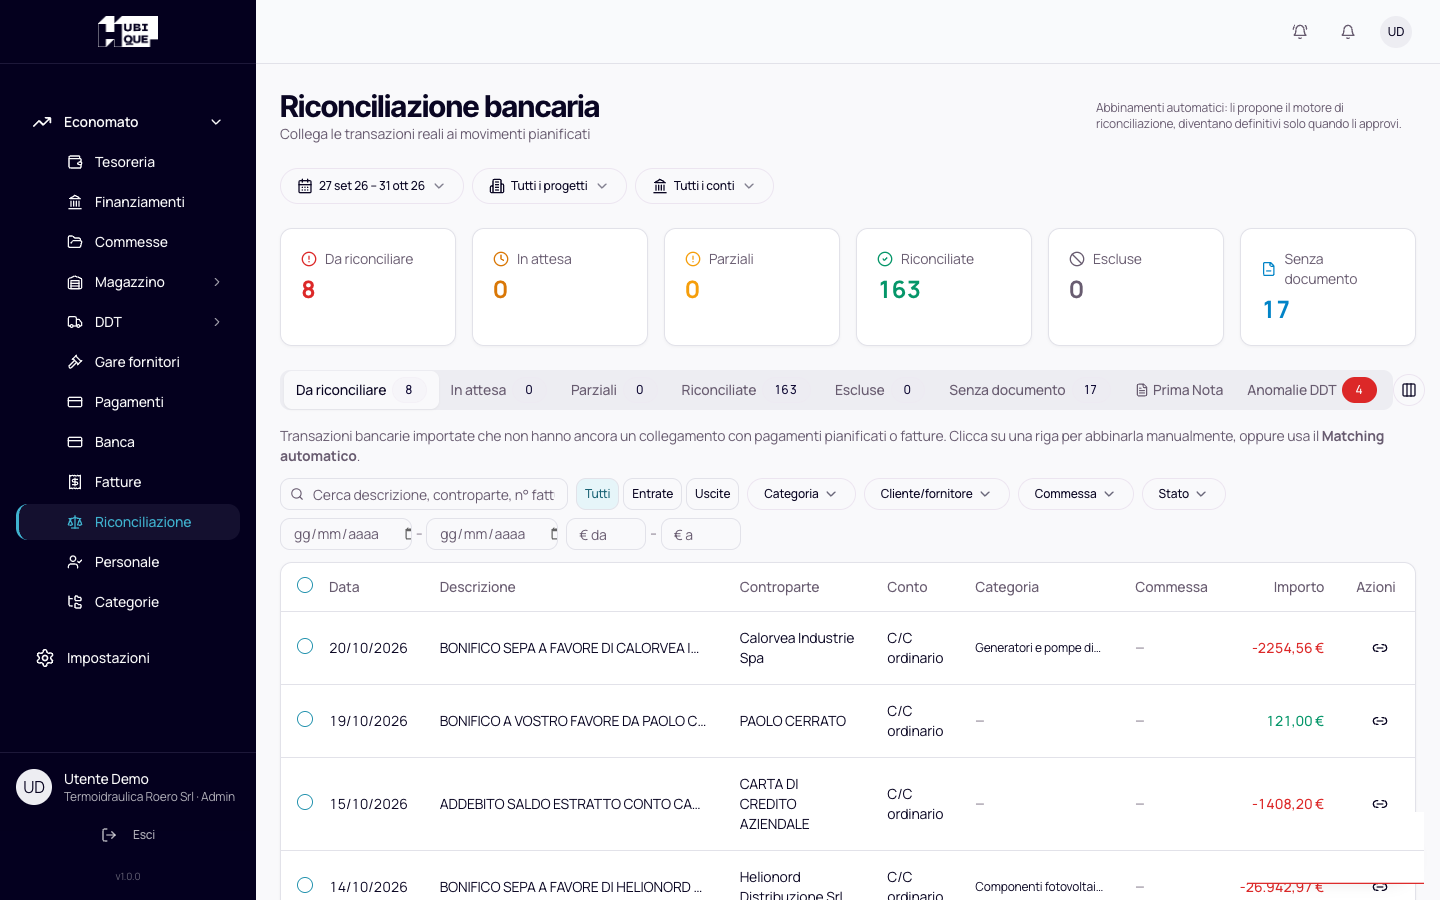 UBI
QUE
UD
Economato
Tesoreria
Finanziamenti
Commesse
Magazzino
DDT
Gare fornitori
Pagamenti
Banca
Fatture
Riconciliazione
Personale
Categorie
Impostazioni
UD
Utente Demo
Termoidraulica Roero Srl · Admin
Esci
v1.0.0
Riconciliazione bancaria
Collega le transazioni reali ai movimenti pianificati
Abbinamenti automatici: li propone il motore di
riconciliazione, diventano definitivi solo quando li approvi.
27 set 26 – 31 ott 26
Tutti i progetti
Tutti i conti
Da riconciliare
8
In attesa
0
Parziali
0
Riconciliate
163
Escluse
0
Senza
documento
17
Da riconciliare 8
In attesa 0
Parziali 0
Riconciliate 163
Escluse 0
Senza documento 17
Prima Nota
Anomalie DDT 4
Transazioni bancarie importate che non hanno ancora un collegamento con pagamenti pianificati o fatture. Clicca su una riga per abbinarla manualmente, oppure usa il Matching
automatico.
Cerca descrizione, controparte, n° fatt
Tutti
Entrate
Uscite
Categoria
Cliente/fornitore
Commessa
Stato
gg/mm/aaaa – gg/mm/aaaa
€ da – € a
Data Descrizione Controparte Conto Categoria Commessa Importo Azioni
20/10/2026 BONIFICO SEPA A FAVORE DI CALORVEA I... Calorvea Industrie
Spa
C/C
ordinario
Generatori e pompe di... – -2254,56 €
19/10/2026 BONIFICO A VOSTRO FAVORE DA PAOLO C... PAOLO CERRATO
C/C
ordinario
– – 121,00 €
15/10/2026 ADDEBITO SALDO ESTRATTO CONTO CA...
CARTA DI
CREDITO
AZIENDALE
C/C
ordinario
– – -1408,20 €
14/10/2026 BONIFICO SEPA A FAVORE DI HELIONORD ... Helionord
Distribuzione Srl
C/C
ordinario
Componenti fotovoltai... – -26.942,97 €